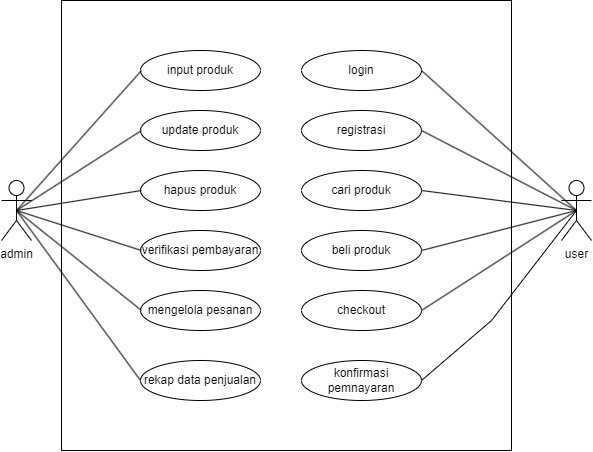 input produk
login
update produk
registrasi
hapus produk
cari produk
admin
user
verifikasi pembayaran
beli produk
mengelola pesanan
checkout
rekap data penjualan
konfirmasi
pemnayaran